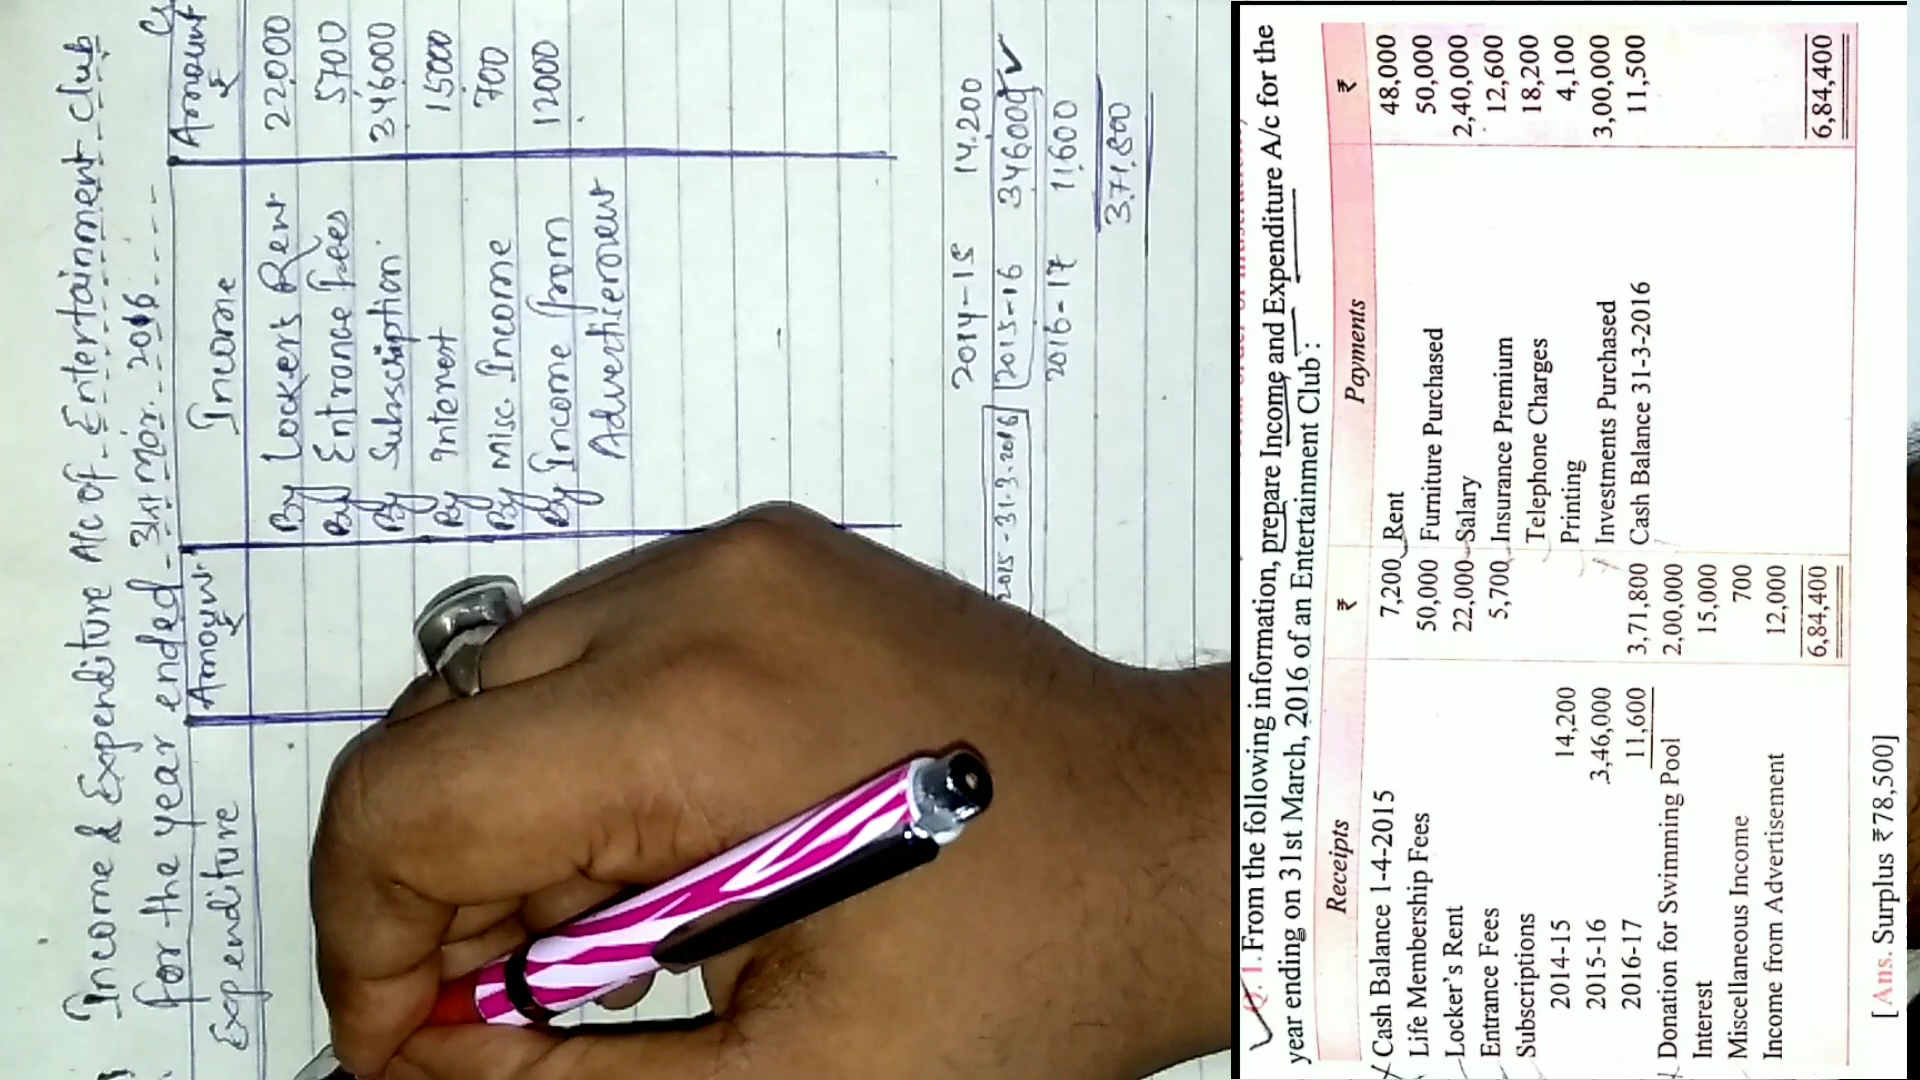 Income & Expenditure A/c of Entertainment Club
for the year ended 31st Mar. 2016
Expenditure Amount ₹ Income Amount ₹
By Locker's Rent 22000
By Entrance Fees 5700
By Subscription 346000
By Interest 15000
By Misc. Income 700
By Income from 12000
Advertiement
2014-15 14,200
2015-31.3.2016 2015-16 346000
2016-17 11600
3,71,800
Q. 1. From the following information, prepare Income and Expenditure A/c for the
year ending on 31st March, 2016 of an Entertainment Club :
Receipts ₹ Payments ₹
Cash Balance 1-4-2015 7,200 Rent 48,000
Life Membership Fees 50,000 Furniture Purchased 50,000
Locker's Rent 22,000 Salary 2,40,000
Entrance Fees 5,700 Insurance Premium 12,600
Subscriptions Telephone Charges 18,200
2014-15 14,200 Printing 4,100
2015-16 3,46,000 Investments Purchased 3,00,000
2016-17 11,600 3,71,800 Cash Balance 31-3-2016 11,500
Donation for Swimming Pool 2,00,000
Interest 15,000
Miscellaneous Income 700
Income from Advertisement 12,000
6,84,400 6,84,400
[Ans. Surplus ₹ 78,500]